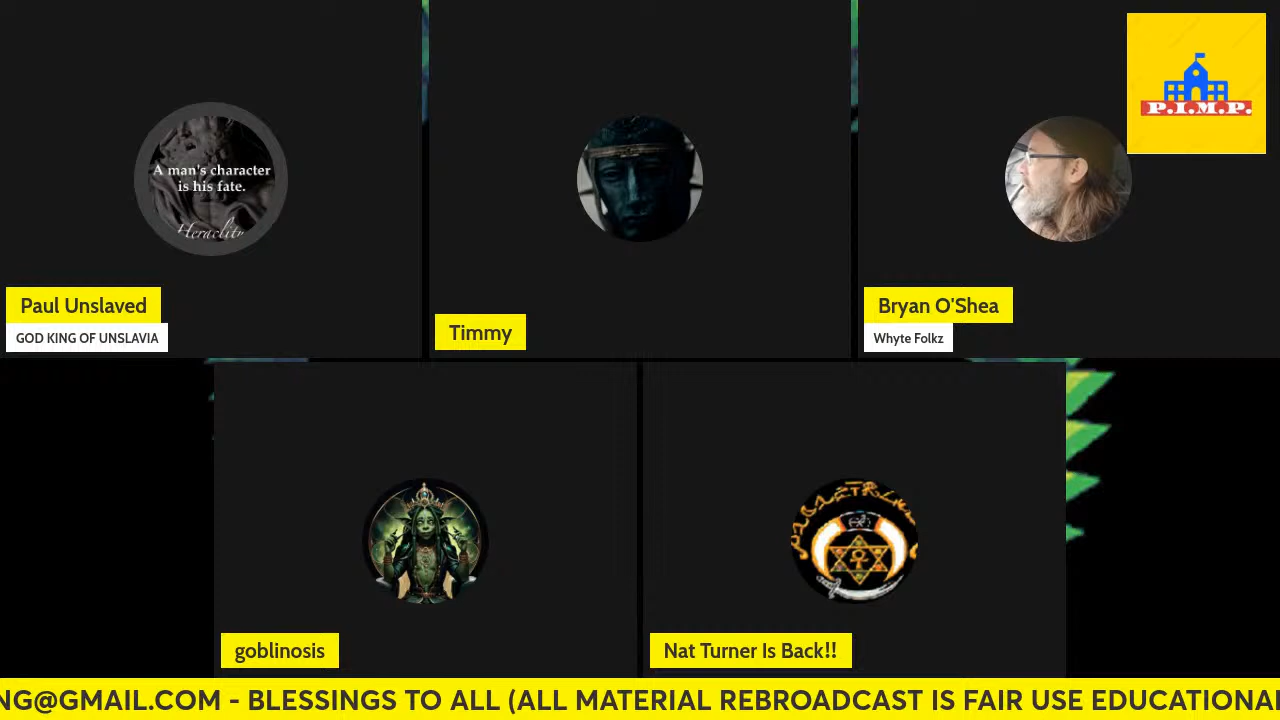 A man's character
is his fate.
Paul Unslaved
GOD KING OF UNSLAVIA
Timmy
Bryan O'Shea
Whyte Folkz
P.I.M.P.
goblinosis
Nat Turner Is Back!!
NG@GMAIL.COM - BLESSINGS TO ALL (ALL MATERIAL REBROADCAST IS FAIR USE EDUCATIONAL